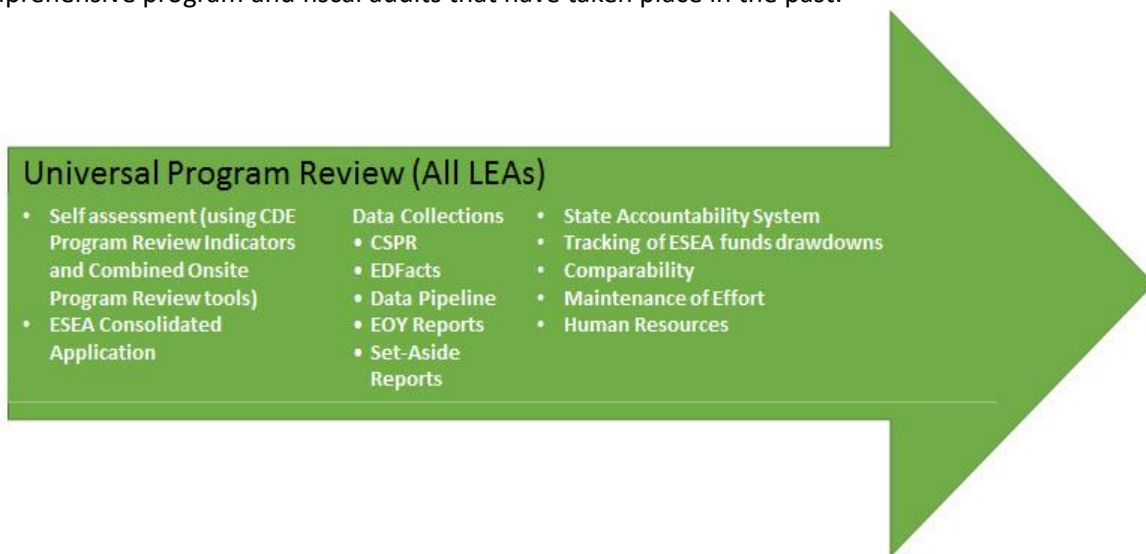 prehensive program and fiscal audits that have taken place in the past.
Universal Program Review (All LEAs)
• Self assessment (using CDE
Program Review Indicators
and Combined Onsite
Program Review tools)
• ESEA Consolidated
Application
Data Collections
• CSPR
• EDFacts
• Data Pipeline
• EOY Reports
• Set-Aside
Reports
• State Accountability System
• Tracking of ESEA funds drawdowns
• Comparability
• Maintenance of Effort
• Human Resources